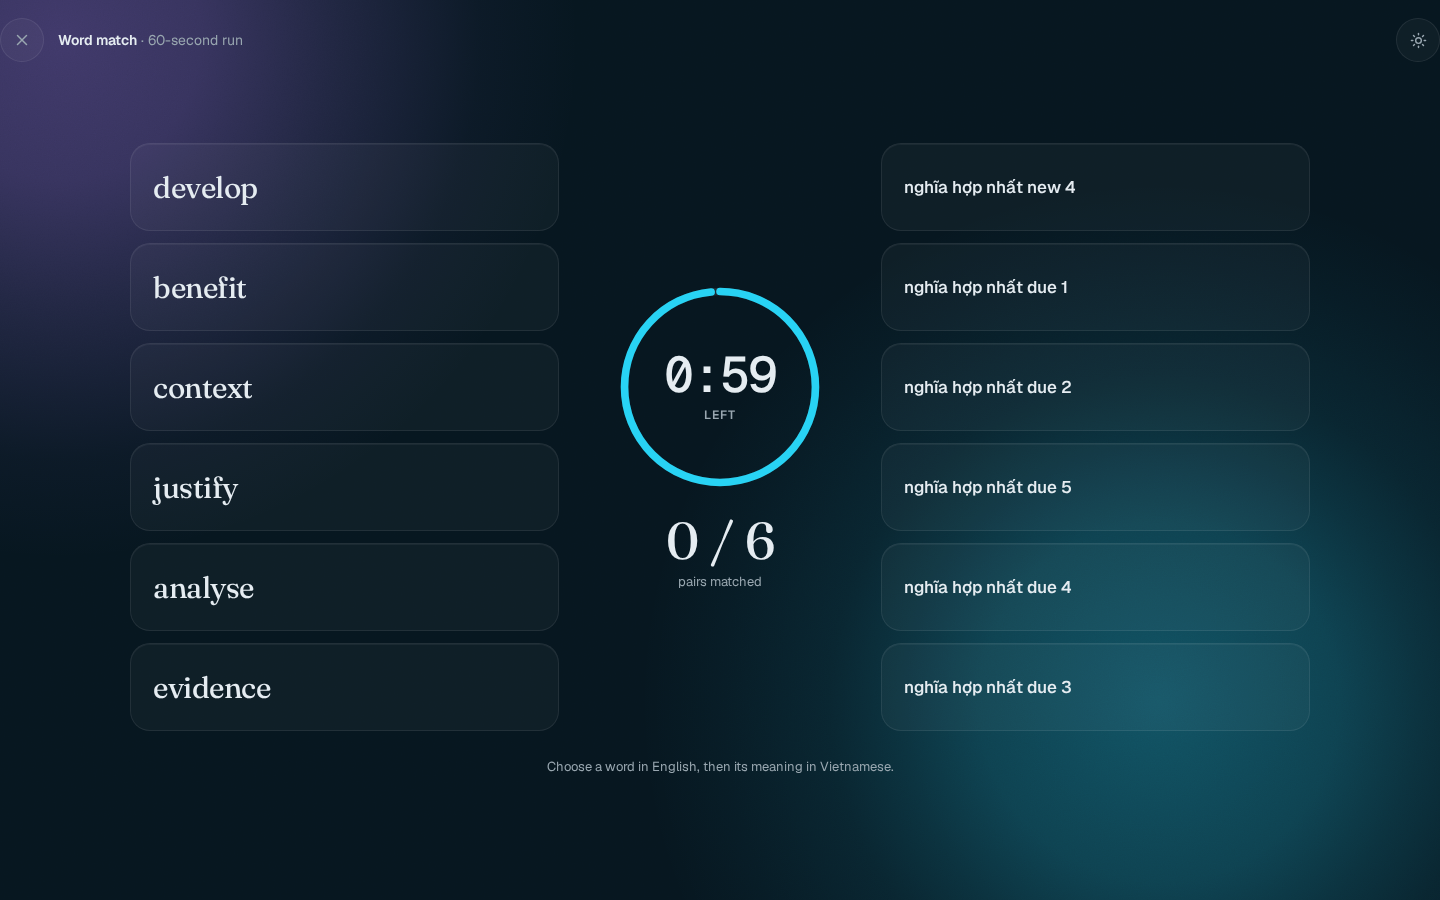 Word match · 60-second run
develop
benefit
context
justify
analyse
evidence
0:59
LEFT
0 / 6
pairs matched
nghĩa hợp nhất new 4
nghĩa hợp nhất due 1
nghĩa hợp nhất due 2
nghĩa hợp nhất due 5
nghĩa hợp nhất due 4
nghĩa hợp nhất due 3
Choose a word in English, then its meaning in Vietnamese.